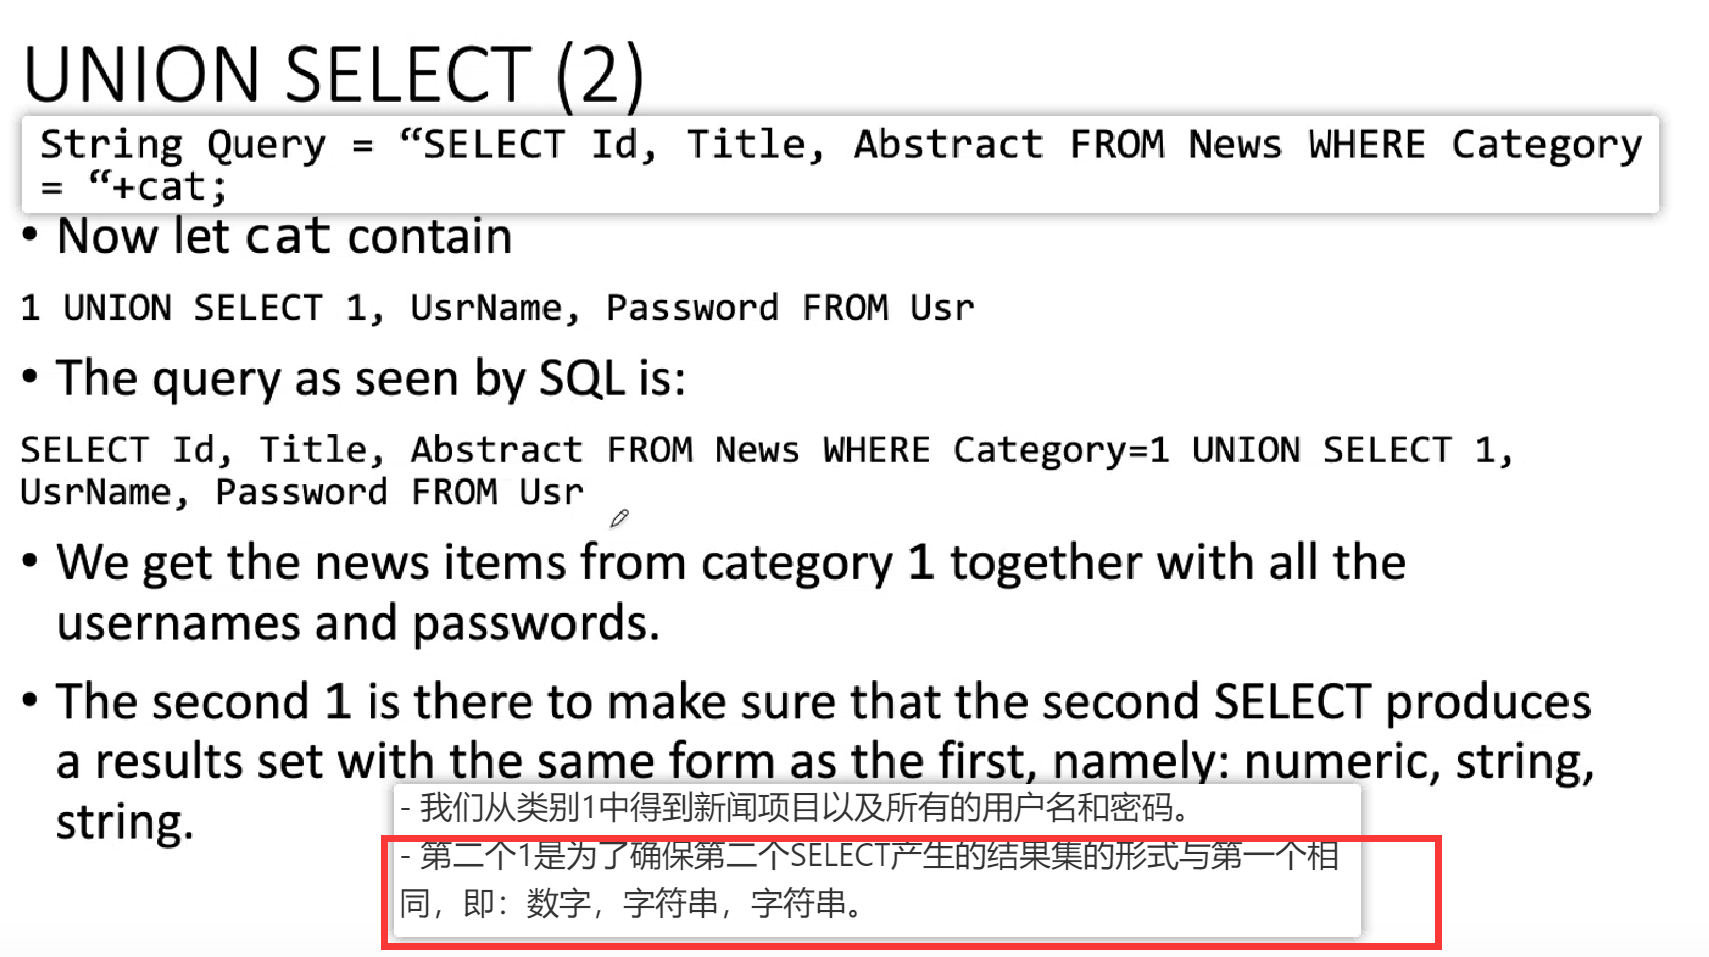 UNION SELECT (2)
String Query = “SELECT Id, Title, Abstract FROM News WHERE Category
= “+cat;
• Now let cat contain
1 UNION SELECT 1, UsrName, Password FROM Usr
• The query as seen by SQL is:
SELECT Id, Title, Abstract FROM News WHERE Category=1 UNION SELECT 1,
UsrName, Password FROM Usr
• We get the news items from category 1 together with all the
usernames and passwords.
• The second 1 is there to make sure that the second SELECT produces
a results set with the same form as the first, namely: numeric, string,
string.
- 我们从类别1中得到新闻项目以及所有的用户名和密码。
- 第二个1是为了确保第二个SELECT产生的结果集的形式与第一个相
同，即：数字，字符串，字符串。